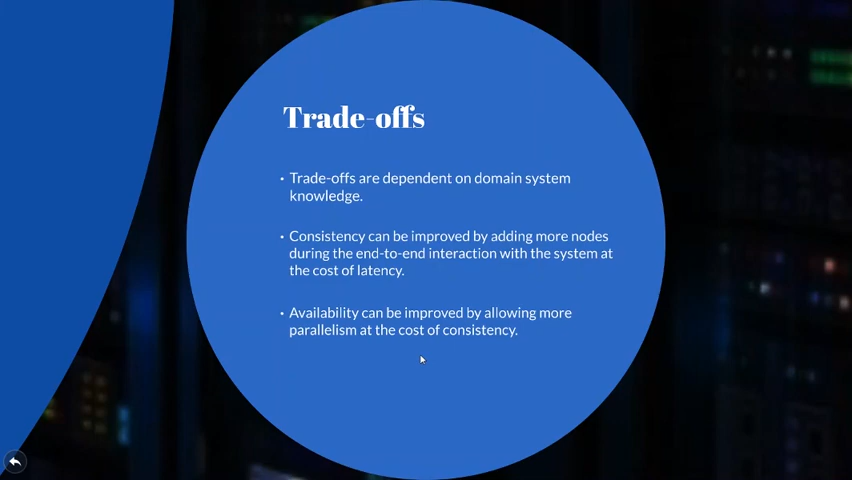 Trade-offs
• Trade-offs are dependent on domain system
knowledge.
• Consistency can be improved by adding more nodes
during the end-to-end interaction with the system at
the cost of latency.
• Availability can be improved by allowing more
parallelism at the cost of consistency.